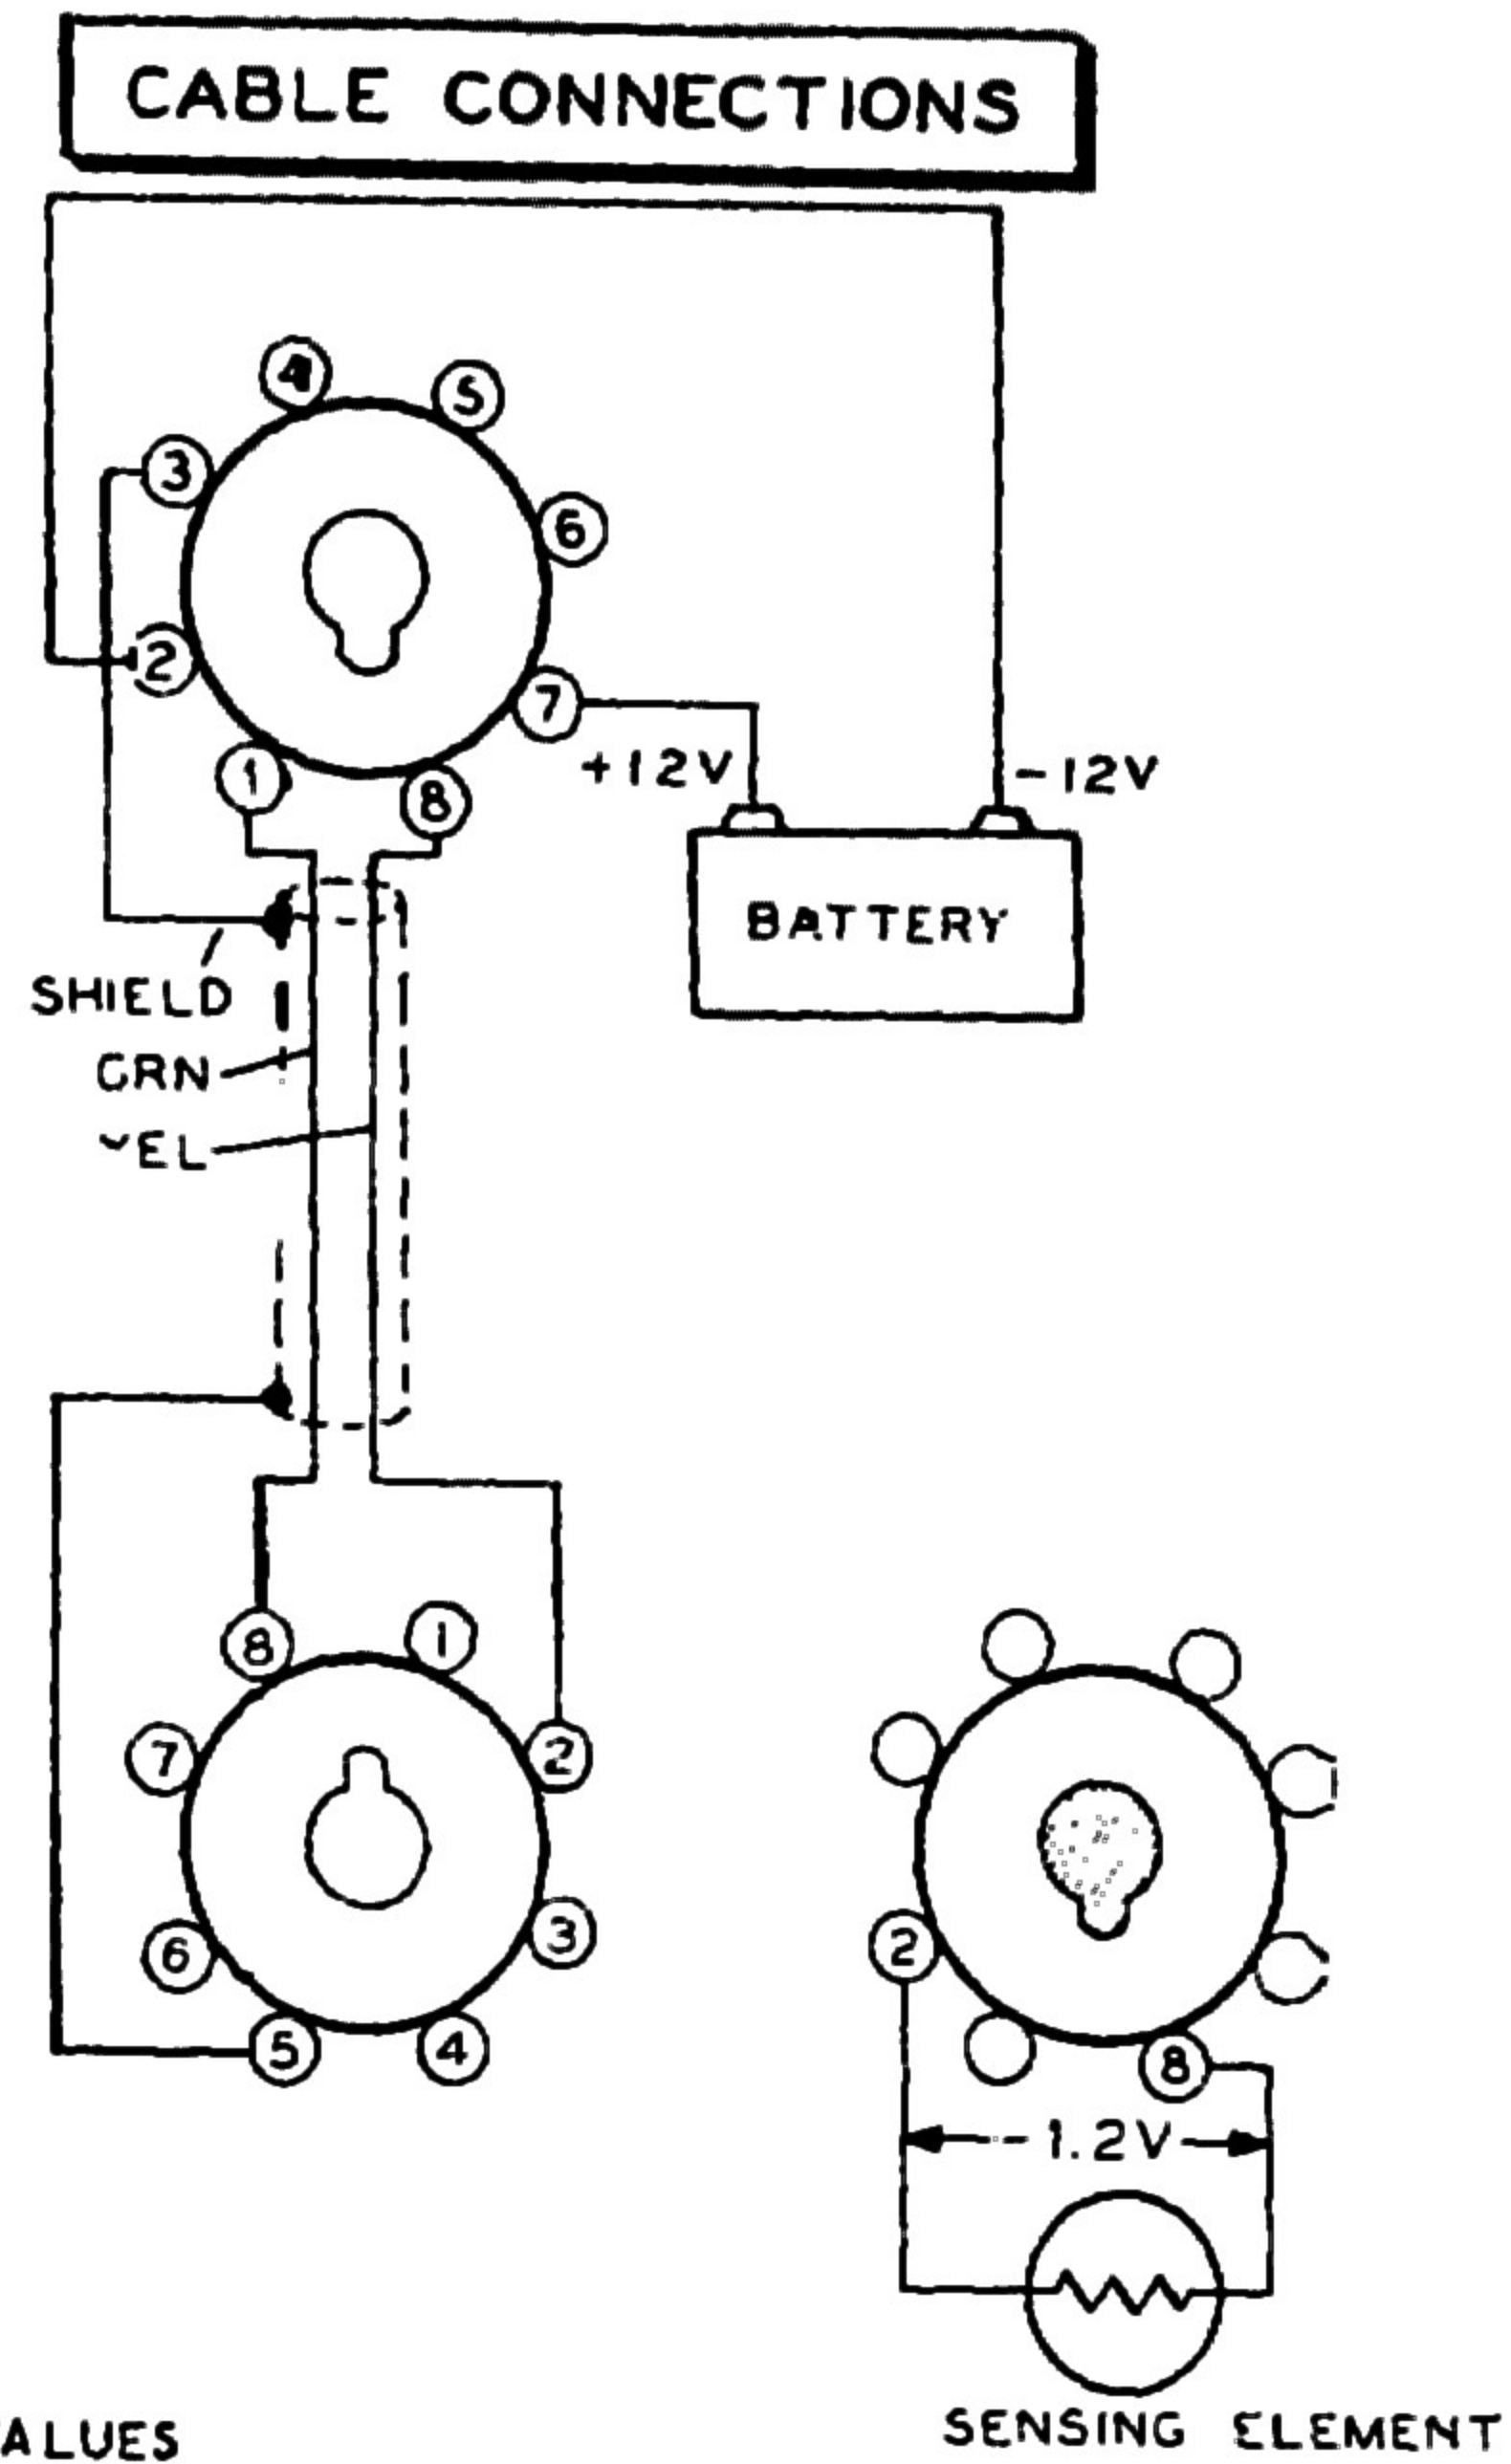 CABLE CONNECTIONS
4
5
3
6
2
7
+12V
-12V
1
8
BATTERY
SHIELD
GRN
YEL
8
1
7
2
6
3
5
4
2
8
-1.2V
ALUES
SENSING ELEMENT